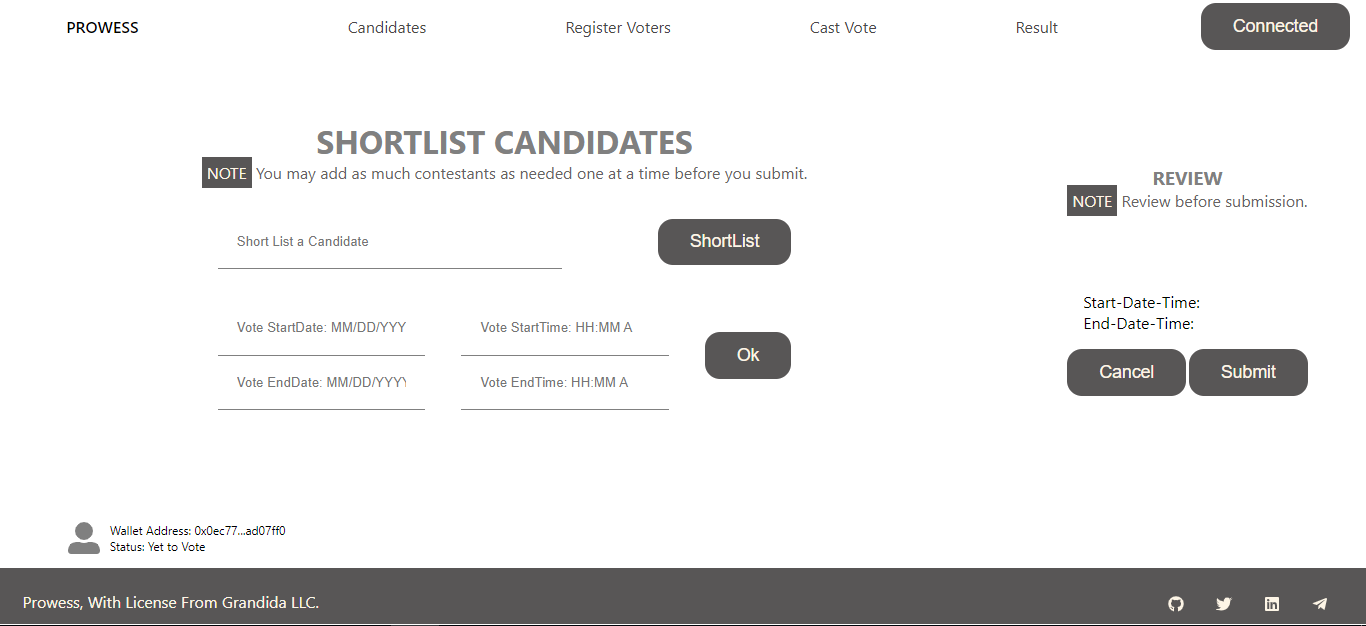 PROWESS
Candidates
Register Voters
Cast Vote
Result
Connected
SHORTLIST CANDIDATES
NOTE You may add as much contestants as needed one at a time before you submit.
Short List a Candidate
ShortList
Vote StartDate: MM/DD/YYY
Vote StartTime: HH:MM A
Ok
Vote EndDate: MM/DD/YYYY
Vote EndTime: HH:MM A
REVIEW
NOTE Review before submission.
Start-Date-Time:
End-Date-Time:
Cancel
Submit
Wallet Address: 0x0ec77...ad07ff0
Status: Yet to Vote
Prowess, With License From Grandida LLC.